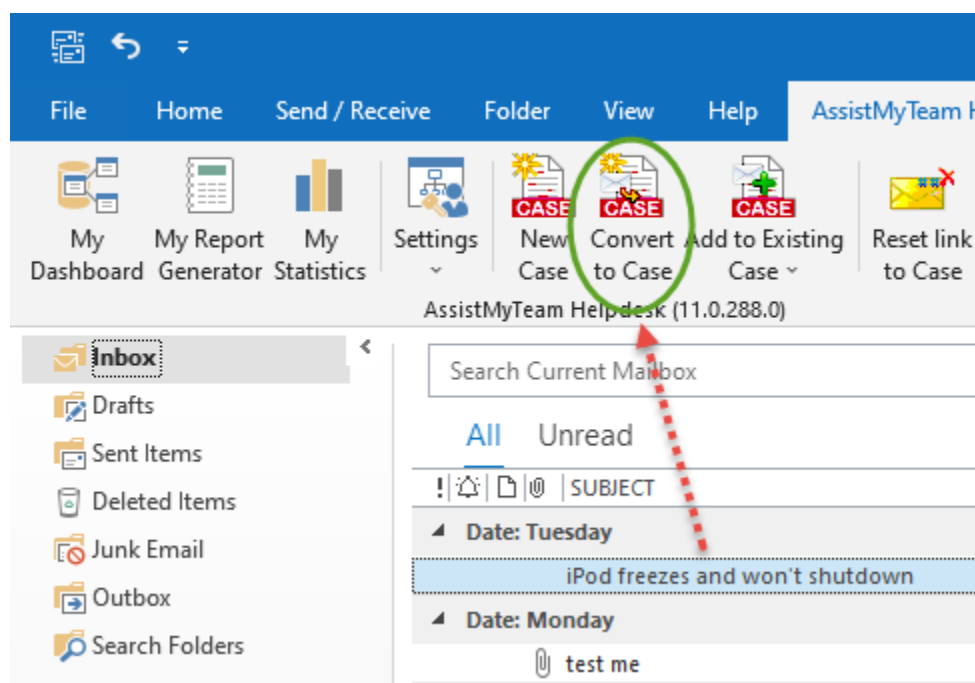 File Home Send / Receive Folder View Help AssistMyTeam H
CASE CASE CASE
My My Report My Settings New Convert Add to Existing Reset link
Dashboard Generator Statistics Case to Case Case to Case
AssistMyTeam Helpdesk (11.0.288.0)
Inbox
Search Current Mailbox
Drafts
All Unread
Sent Items
! SUBJECT
Deleted Items
Date: Tuesday
Junk Email
iPod freezes and won't shutdown
Outbox
Date: Monday
Search Folders
test me